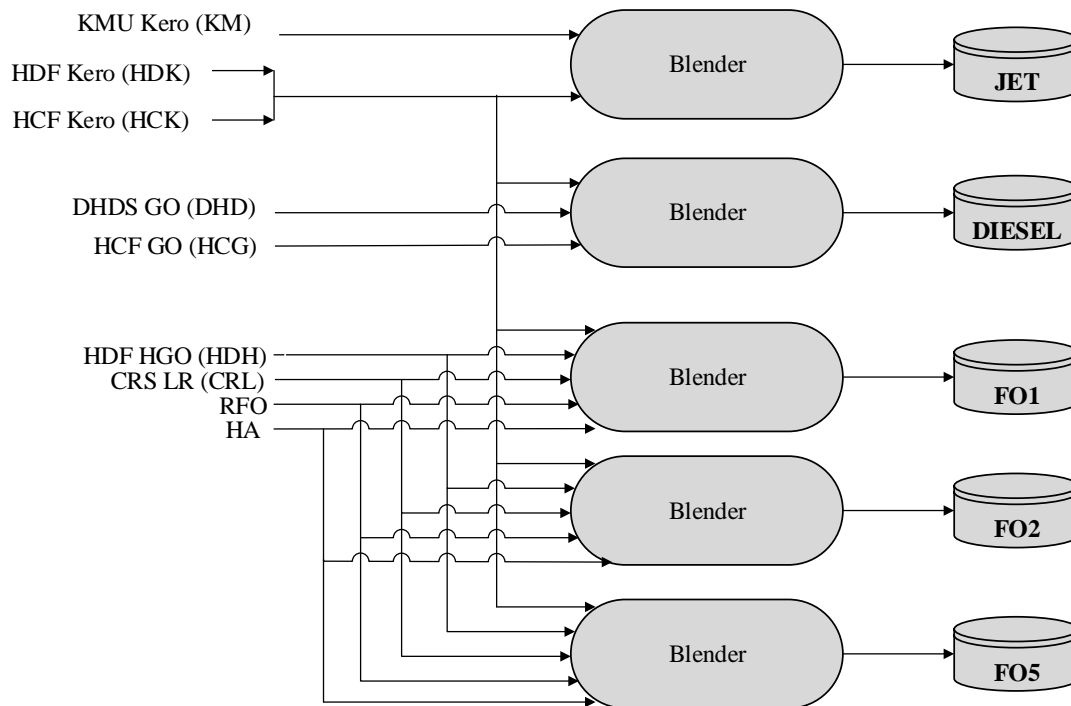 KMU Kero (KM)
HDF Kero (HDK)
HCF Kero (HCK)
Blender
JET
DHDS GO (DHD)
HCF GO (HCG)
Blender
DIESEL
HDF HGO (HDH)
CRS LR (CRL)
RFO
HA
Blender
FO1
Blender
FO2
Blender
FO5